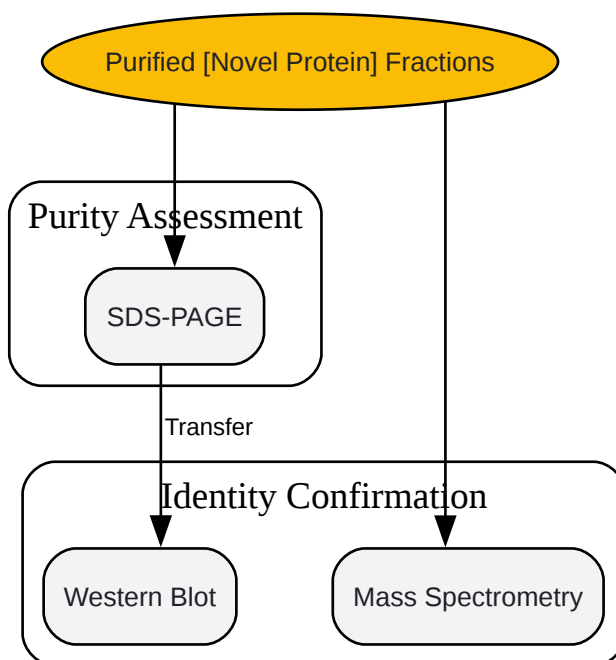 Purified [Novel Protein] Fractions
Purity Assessment
SDS-PAGE
Transfer
Identity Confirmation
Western Blot
Mass Spectrometry